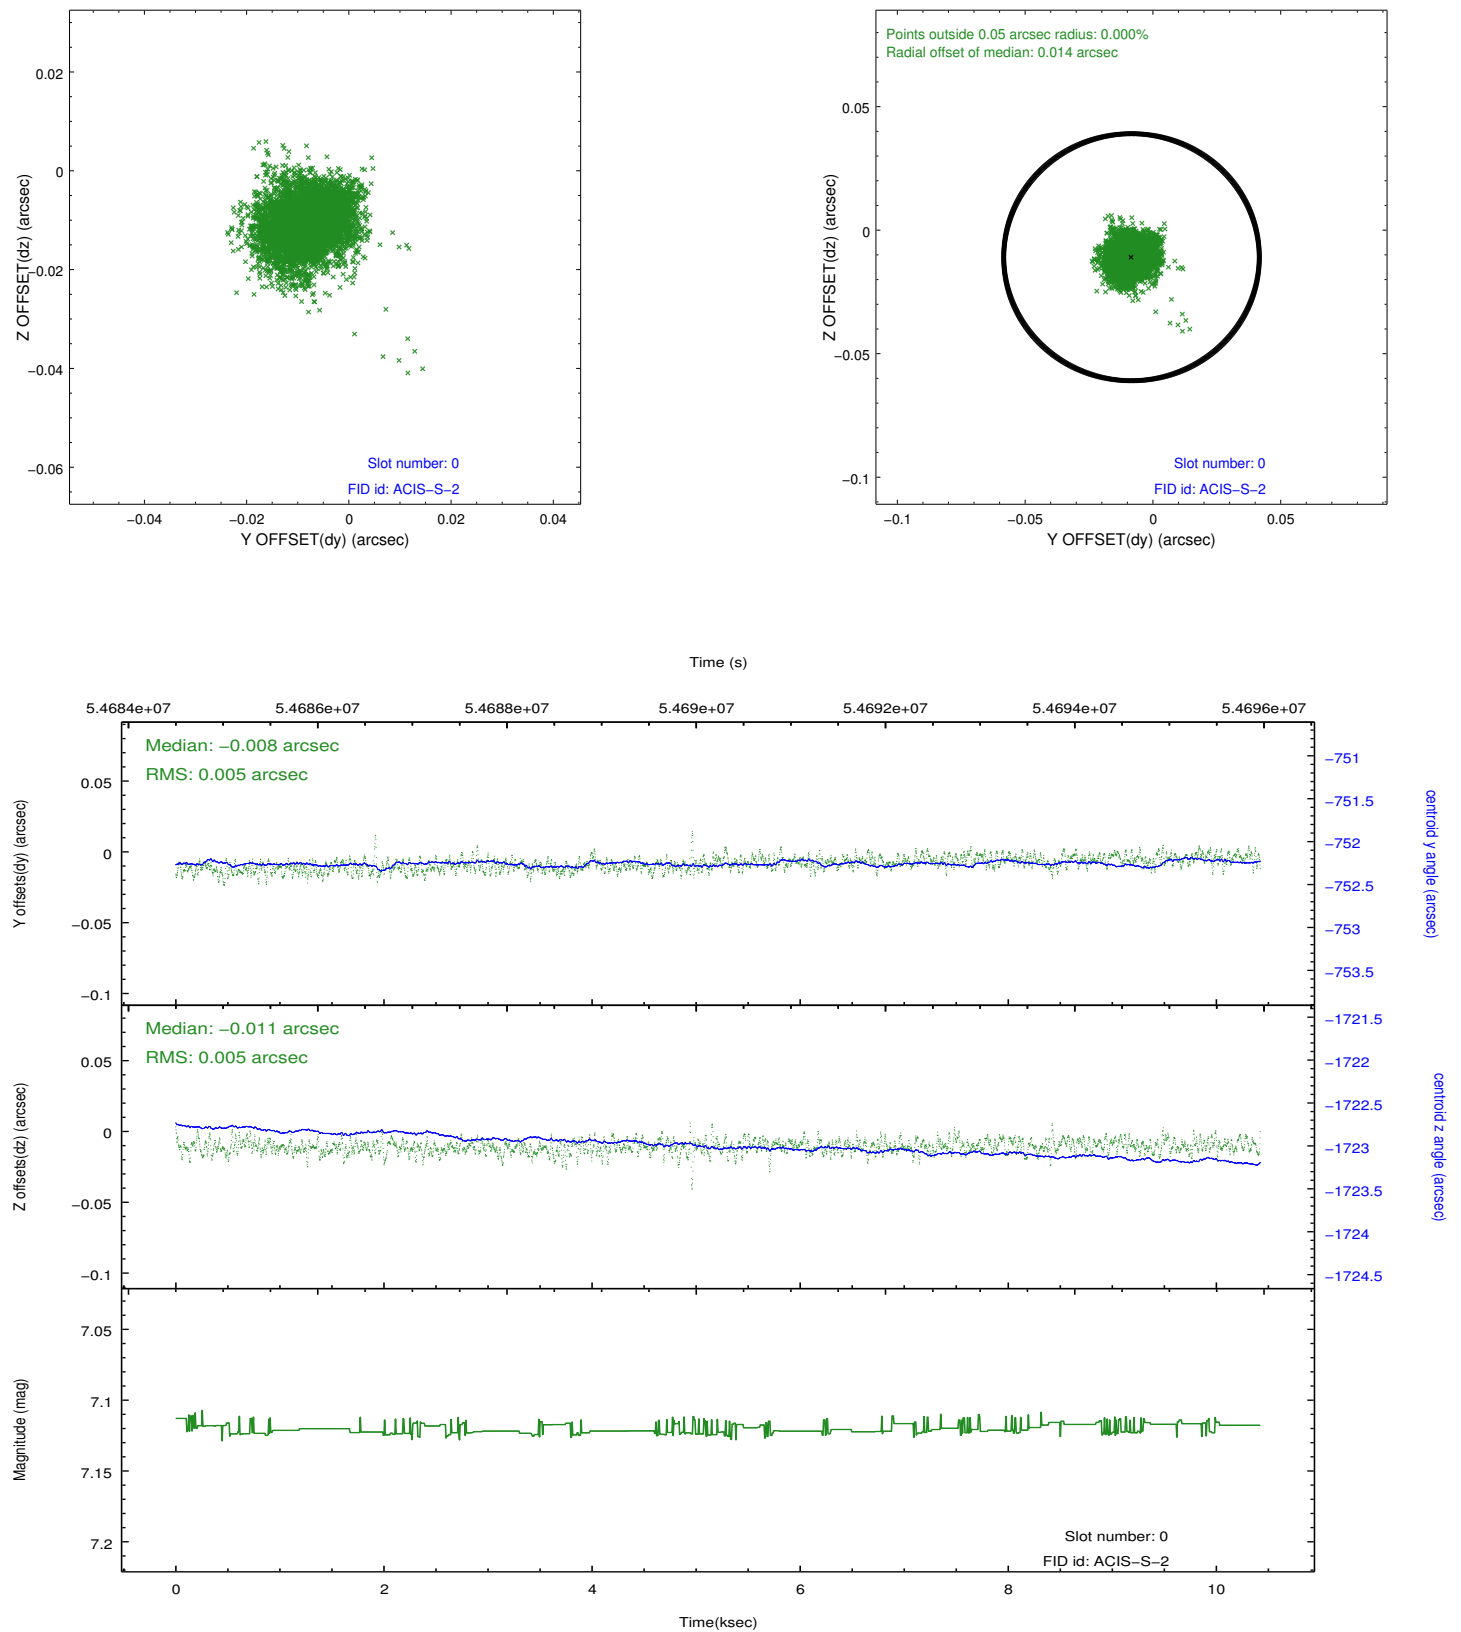 0.02
0
−0.02
−0.04
−0.06
Z OFFSET(dz) (arcsec)
Slot number: 0
FID id: ACIS−S−2
−0.04
−0.02
0
0.02
0.04
Y OFFSET(dy) (arcsec)
Points outside 0.05 arcsec radius: 0.000%
Radial offset of median: 0.014 arcsec
0.05
0
−0.05
−0.1
Z OFFSET(dz) (arcsec)
Slot number: 0
FID id: ACIS−S−2
−0.1
−0.05
0
0.05
Y OFFSET(dy) (arcsec)
Time (s)
5.4684e+07
5.4686e+07
5.4688e+07
5.469e+07
5.4692e+07
5.4694e+07
5.4696e+07
Median: −0.008 arcsec
RMS: 0.005 arcsec
0.05
0
−0.05
−0.1
Y offsets(dy) (arcsec)
−751
−751.5
−752
−752.5
−753
−753.5
centroid y angle (arcsec)
Median: −0.011 arcsec
RMS: 0.005 arcsec
0.05
0
−0.05
−0.1
Z offsets(dz) (arcsec)
−1721.5
−1722
−1722.5
−1723
−1723.5
−1724
−1724.5
centroid z angle (arcsec)
7.05
7.1
7.15
7.2
Magnitude (mag)
Slot number: 0
FID id: ACIS−S−2
0
2
4
6
8
10
Time(ksec)